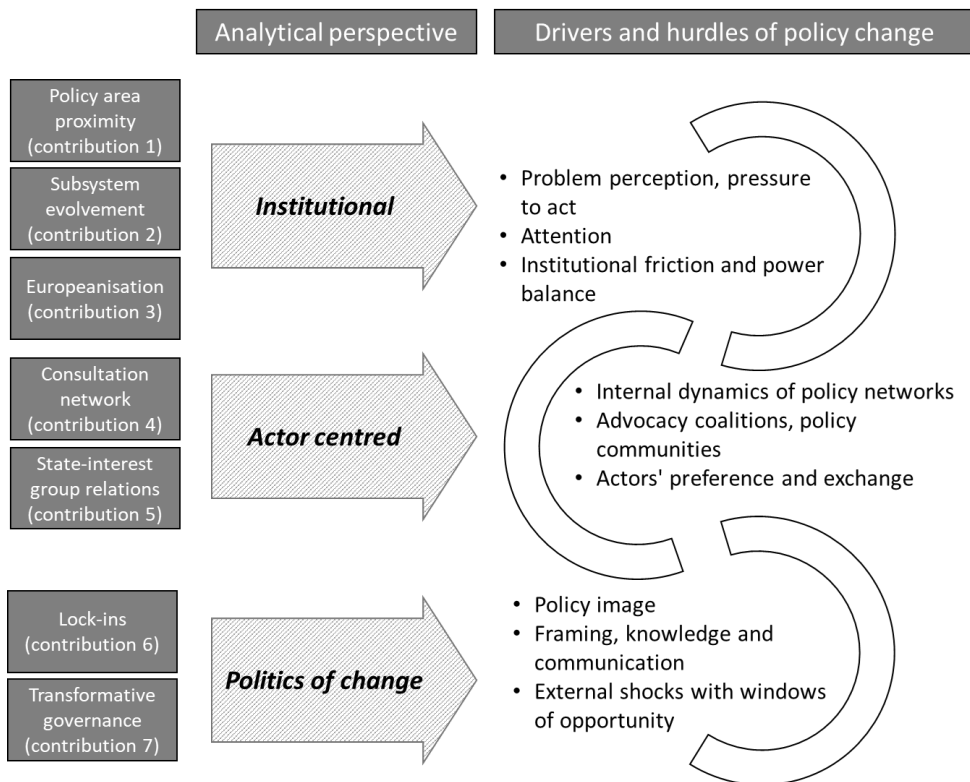 Analytical perspective
Drivers and hurdles of policy change
Policy area
proximity
(contribution 1)
Subsystem
evolvement
(contribution 2)
Europeanisation
(contribution 3)
Institutional
• Problem perception, pressure
to act
• Attention
• Institutional friction and power
balance
Consultation
network
(contribution 4)
State-interest
group relations
(contribution 5)
Actor centred
• Internal dynamics of policy networks
• Advocacy coalitions, policy
communities
• Actors' preference and exchange
Lock-ins
(contribution 6)
Transformative
governance
(contribution 7)
Politics of change
• Policy image
• Framing, knowledge and
communication
• External shocks with windows
of opportunity